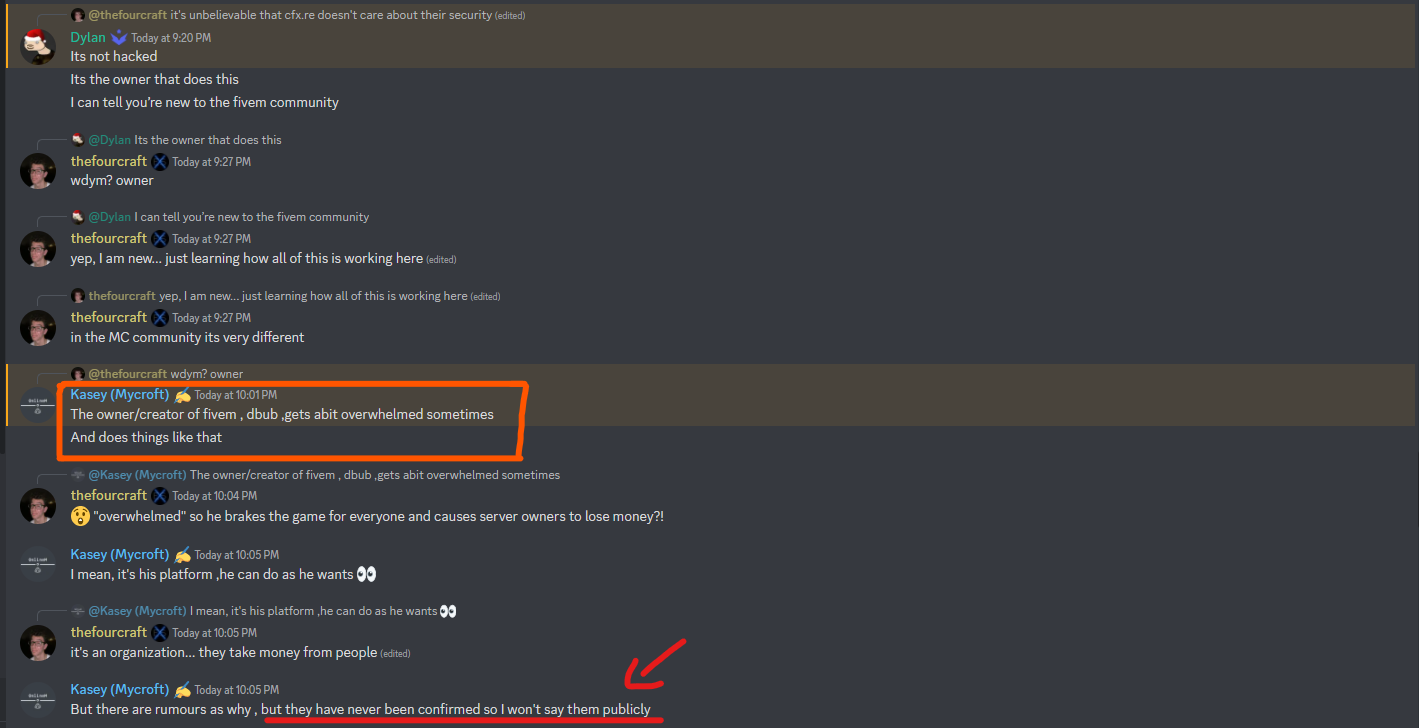 @thefourcraft it's unbelievable that cfx.re doesn't care about their security (edited)
Dylan Today at 9:20 PM
Its not hacked
Its the owner that does this
I can tell you're new to the fivem community
@Dylan Its the owner that does this
thefourcraft Today at 9:27 PM
wdym? owner
@Dylan I can tell you're new to the fivem community
thefourcraft Today at 9:27 PM
yep, I am new... just learning how all of this is working here (edited)
thefourcraft yep, I am new... just learning how all of this is working here (edited)
thefourcraft Today at 9:27 PM
in the MC community its very different
@thefourcraft wdym? owner
Kasey (Mycroft) ✍️ Today at 10:01 PM
The owner/creator of fivem , dbub ,gets abit overwhelmed sometimes
And does things like that
@Kasey (Mycroft) The owner/creator of fivem , dbub ,gets abit overwhelmed sometimes
thefourcraft Today at 10:04 PM
😲 "overwhelmed" so he brakes the game for everyone and causes server owners to lose money?!
Kasey (Mycroft) ✍️ Today at 10:05 PM
I mean, it's his platform ,he can do as he wants 👀
@Kasey (Mycroft) I mean, it's his platform ,he can do as he wants 👀
thefourcraft Today at 10:05 PM
it's an organization... they take money from people (edited)
Kasey (Mycroft) ✍️ Today at 10:05 PM
But there are rumours as why , but they have never been confirmed so I won't say them publicly